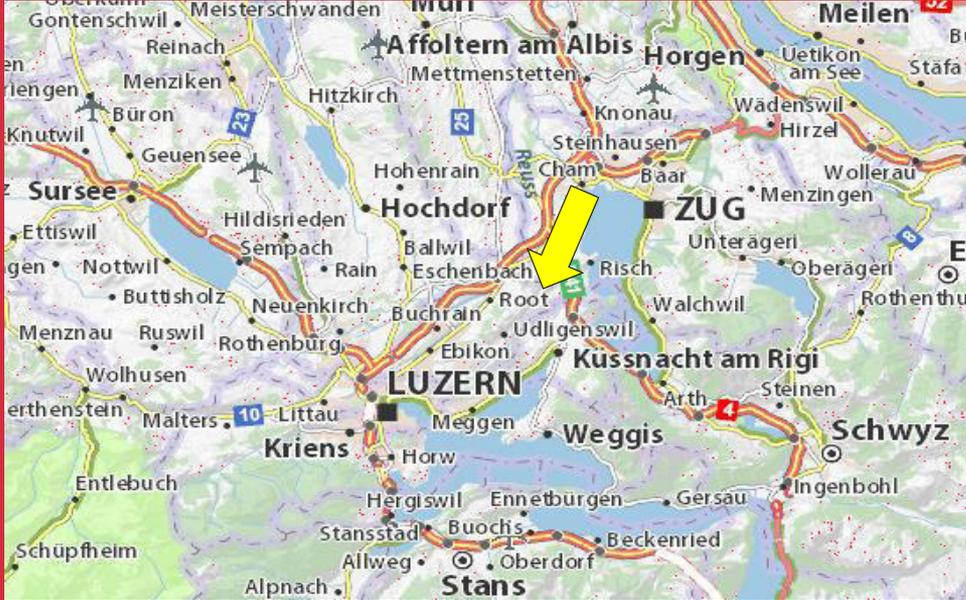 Gontenschwil
Meisterschwanden
Muri
52
Meilen
Reinach
Affoltern am Albis
Horgen
Uetikon
am See
Stäfa
Menziken
Mettmenstetten
Hitzkirch
Büron
23
25
Knonau
Wädenswil
Hirzel
Knutwil
Geuensee
Reuss
Steinhausen
Hohenrain
Cham
Baar
Wollerau
Sursee
Menzingen
Hochdorf
ZUG
Ettiswil
Hildisrieden
Ballwil
Unterägeri
8
Sempach
Nottwil
Rain
Eschenbach
Risch
Oberägeri
Buttisholz
Neuenkirch
Root
Walchwil
Rothenthu
Buchrain
Menznau
Ruswil
Rothenburg
Udligenswil
Ebikon
Küssnacht am Rigi
Wolhusen
LUZERN
Arth
Steinen
erthenstein
Malters
10
Littau
Meggen
4
Kriens
Weggis
Schwyz
Horw
Entlebuch
Hergiswil
Ennetbürgen
Gersau
Ingenbohl
Stansstad
Buochs
Beckenried
Schüpfheim
Allweg
Oberdorf
Alpnach
Stans